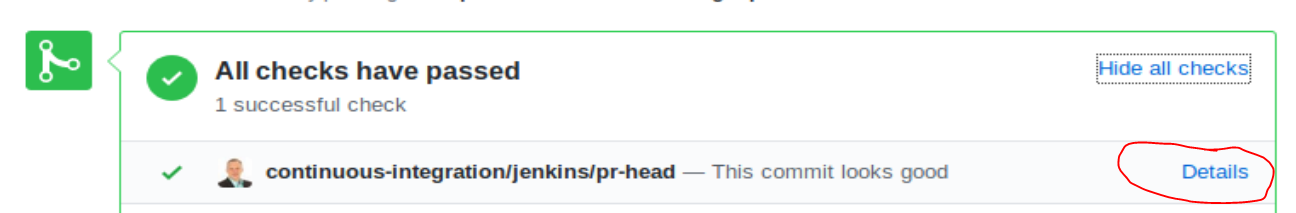 All checks have passed
Hide all checks
1 successful check
continuous-integration/jenkins/pr-head — This commit looks good
Details